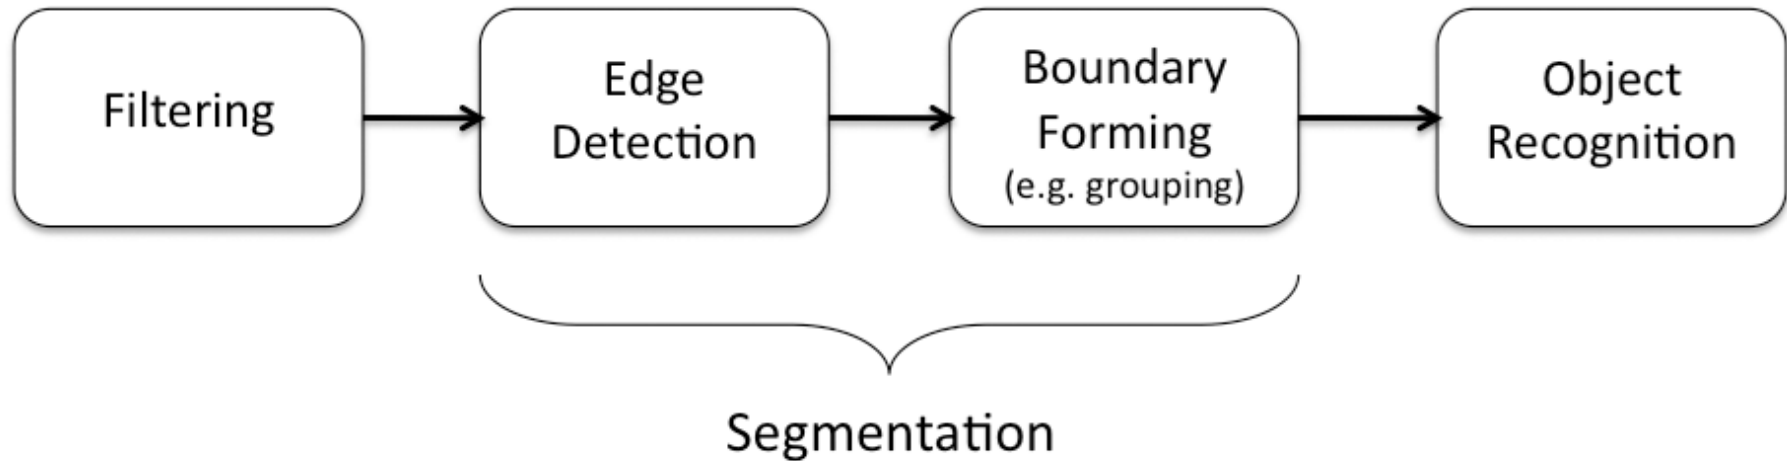 Filtering
Edge
Detection
Boundary
Forming
(e.g. grouping)
Object
Recognition
Segmentation